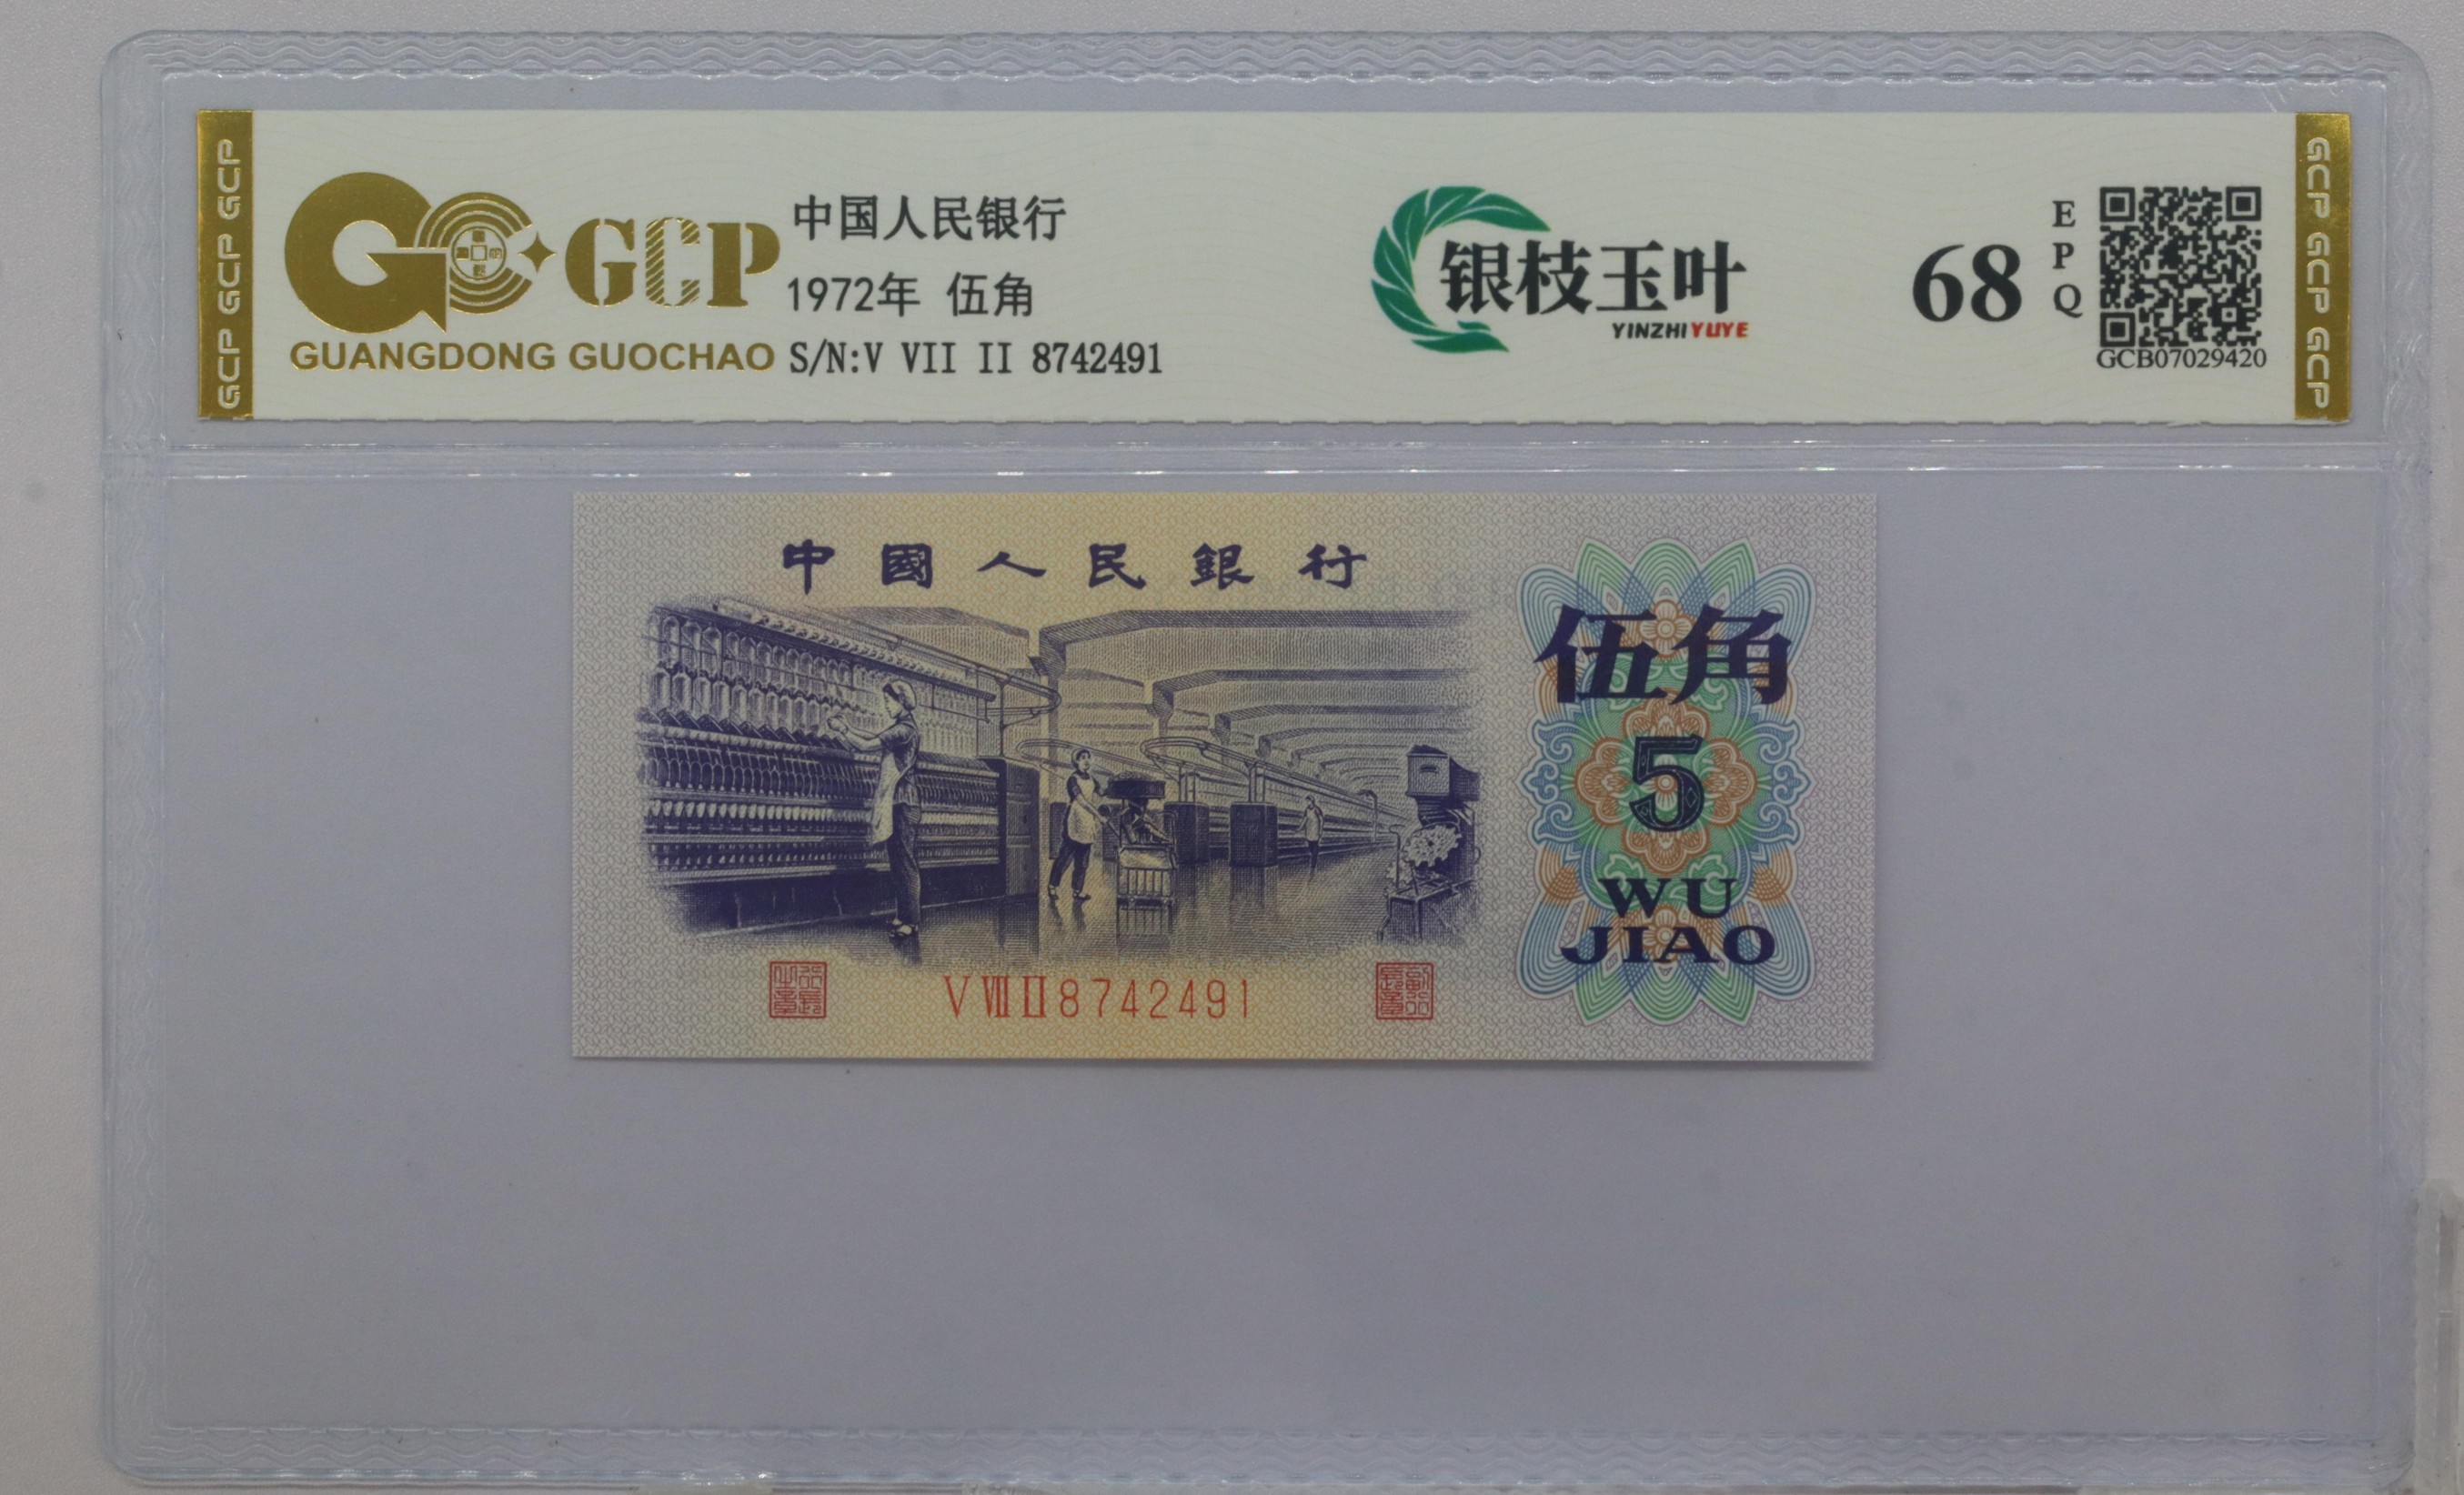 GCP GCP GCP
GCP
GUANGDONG GUOCHAO
中国人民银行
1972年 伍角
S/N:V VII II 8742491
银枝玉叶
YINZHIYUYE
68
EPQ
GCB07029420
GCP GCP GCP
中國人民銀行
伍角
5
WU
JIAO
V VII II 8742491